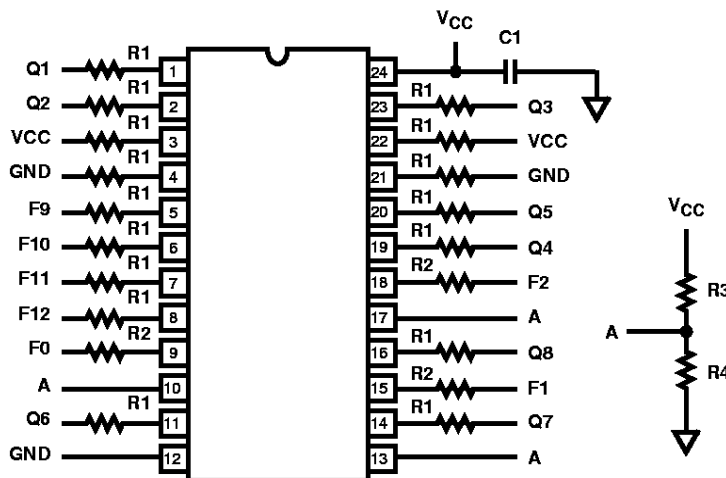 VCC
C1
Q1 R1 1 24
Q2 R1 2 23 R1 Q3
VCC R1 3 22 R1 VCC
GND R1 4 21 R1 GND
F9 R1 5 20 R1 Q5
F10 R1 6 19 R1 Q4
F11 R1 7 18 R2 F2
F12 R1 8 17 A
F0 R2 9 16 R1 Q8
A 10 15 R2 F1
Q6 R1 11 14 R1 Q7
GND 12 13 A
VCC
R3
A
R4